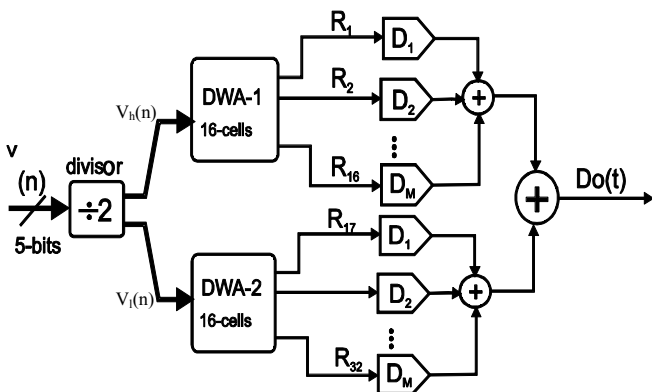 R1
D1
R2
D2
DWA-1
16-cells
Vh(n)
R16
DM
v
(n)
divisor
÷2
5-bits
+
+
Do(t)
R17
D1
Vl(n)
DWA-2
16-cells
D2
+
R32
DM